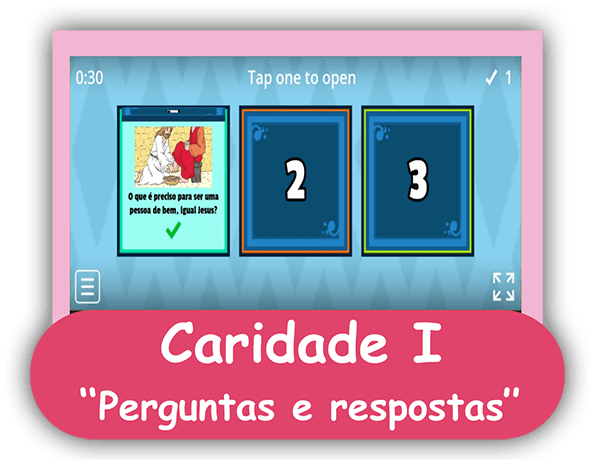 0:30
Tap one to open
✓ 1
O que é preciso para ser uma
pessoa de bem, igual Jesus?
2
3
Caridade I
“Perguntas e respostas”